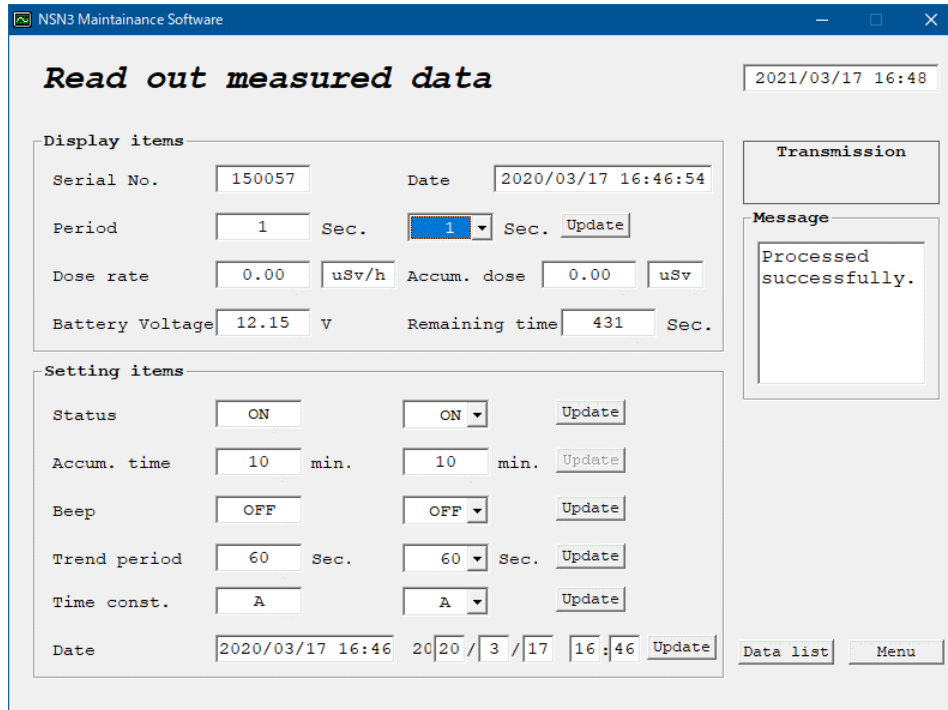 NSN3 Maintainance Software
Read out measured data
2021/03/17 16:48
Display items
Serial No. 150057 Date 2020/03/17 16:46:54
Period 1 Sec. 1 Sec. Update
Dose rate 0.00 uSv/h Accum. dose 0.00 uSv
Battery Voltage 12.15 V Remaining time 431 Sec.
Transmission
Message
Processed
successfully.
Setting items
Status ON ON Update
Accum. time 10 min. 10 min. Update
Beep OFF OFF Update
Trend period 60 Sec. 60 Sec. Update
Time const. A A Update
Date 2020/03/17 16:46 20 20 / 3 / 17 16 : 46 Update
Data list Menu